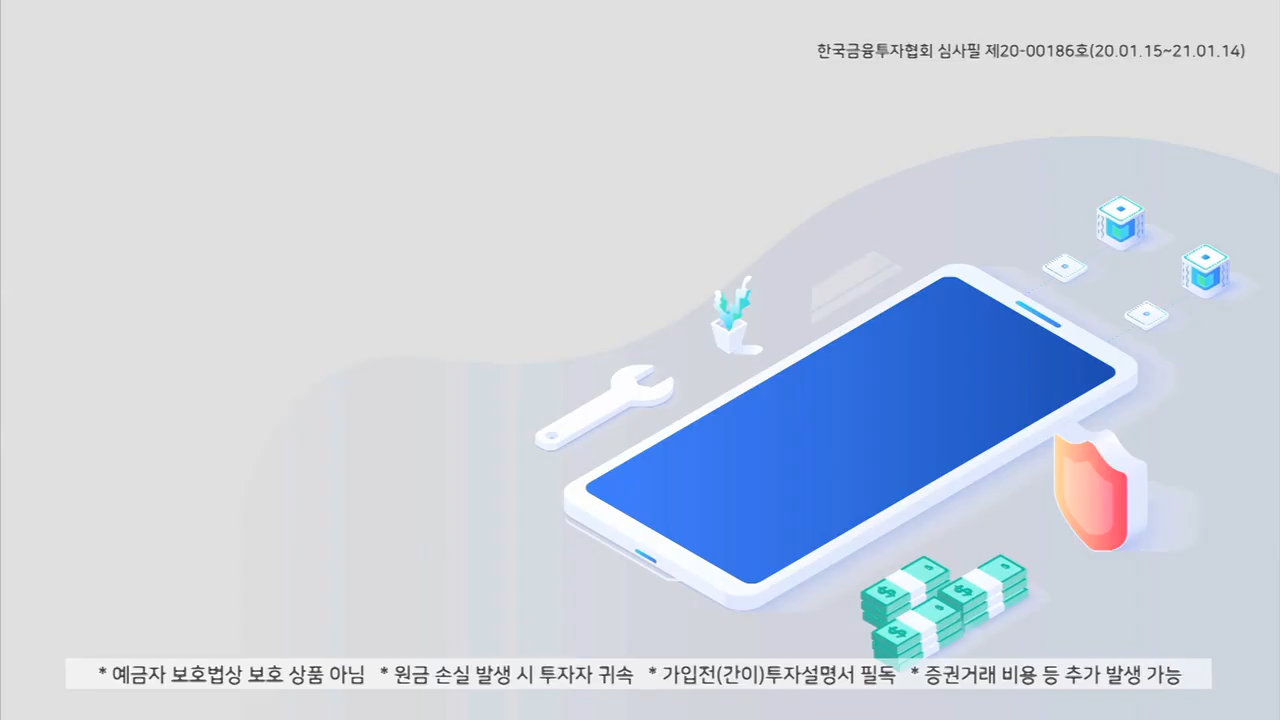 한국금융투자협회 심사필 제20-00186호(20.01.15~21.01.14)
* 예금자 보호법상 보호 상품 아님 * 원금 손실 발생 시 투자자 귀속 * 가입전(간이)투자설명서 필독 * 증권거래 비용 등 추가 발생 가능